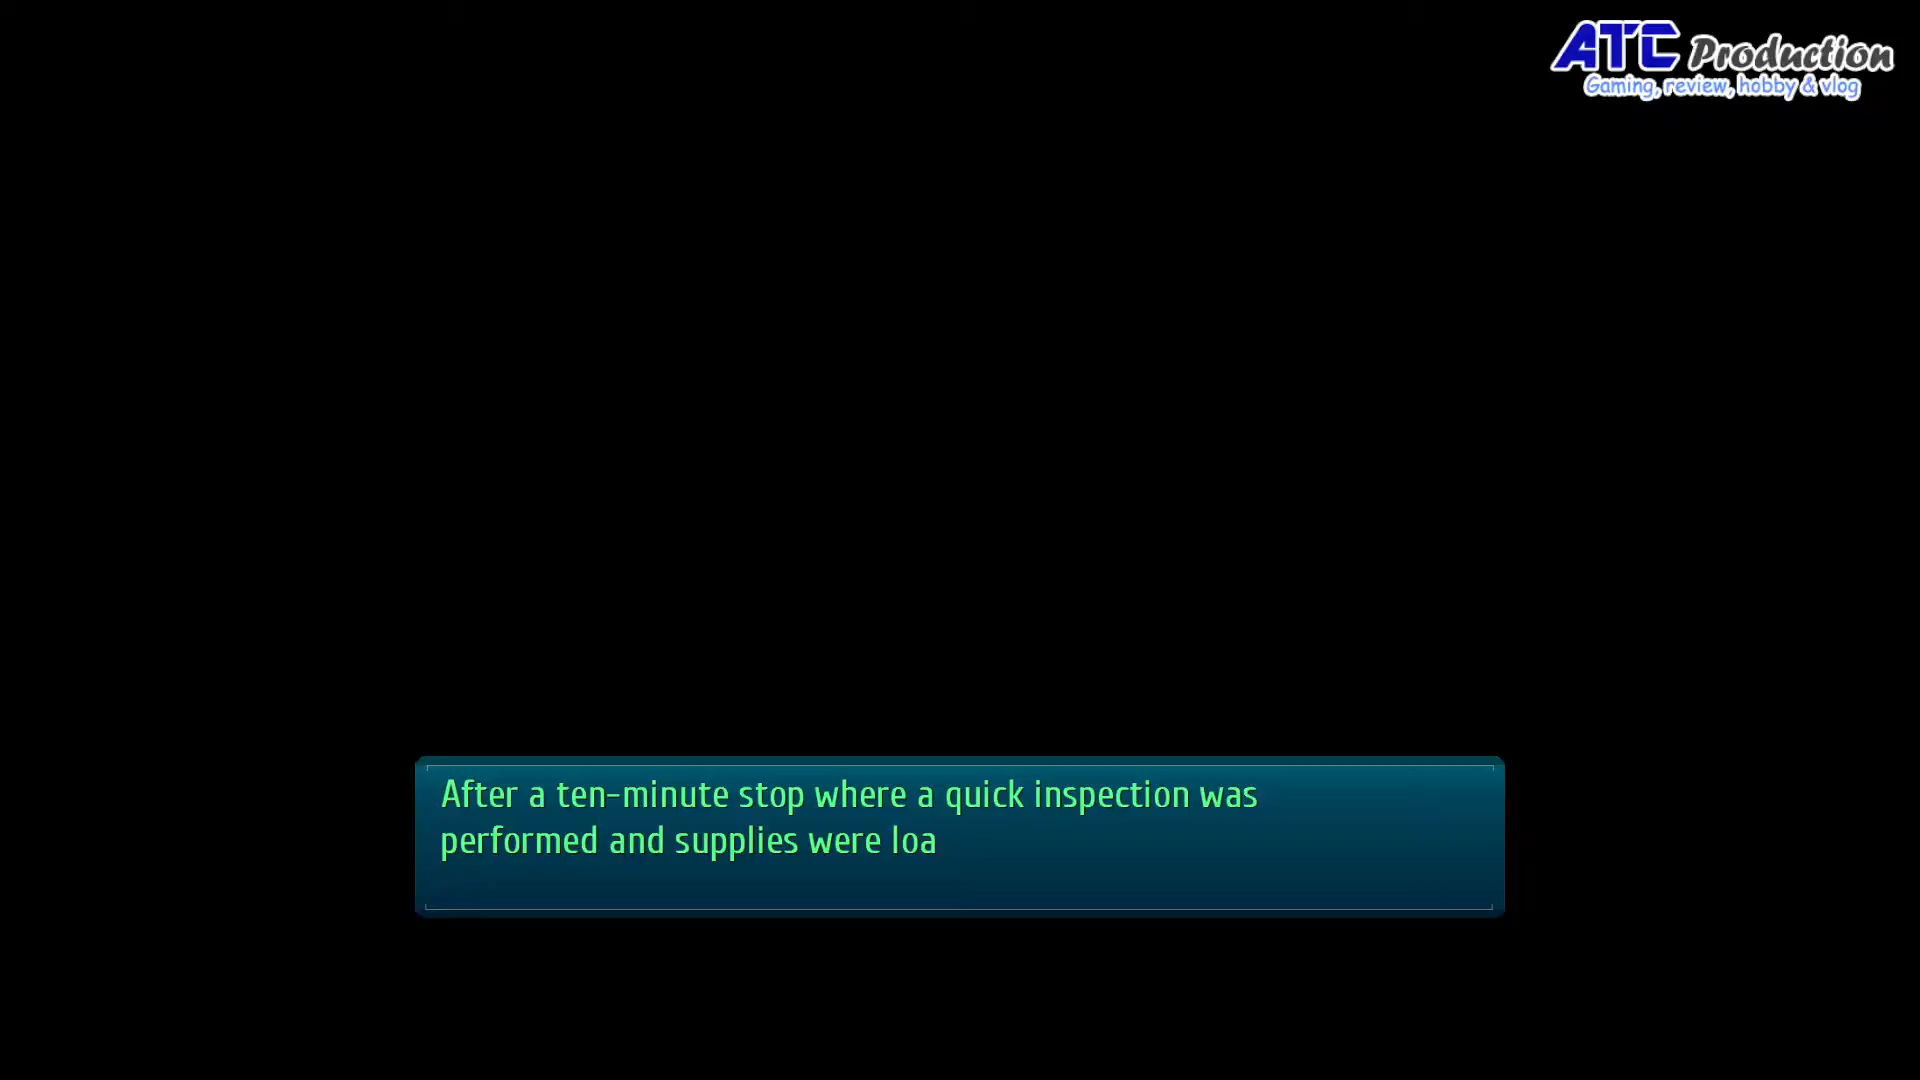 ATC Production
Gaming, review, hobby & vlog
After a ten-minute stop where a quick inspection was
performed and supplies were loa